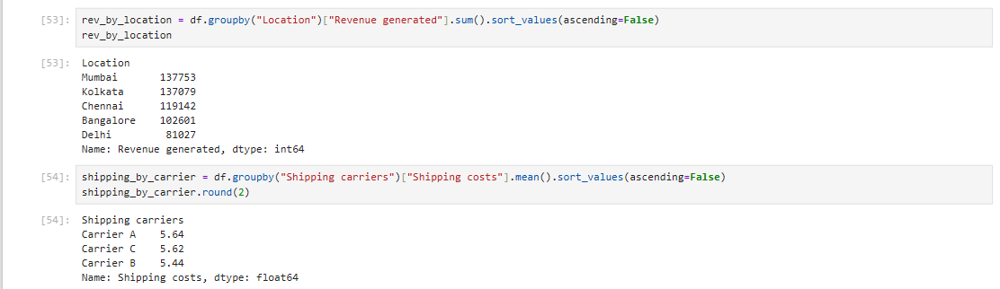 [53]: rev_by_location = df.groupby("Location")["Revenue generated"].sum().sort_values(ascending=False)
rev_by_location
[53]: Location
Mumbai       137753
Kolkata      137079
Chennai      119142
Bangalore    102601
Delhi         81027
Name: Revenue generated, dtype: int64
[54]: shipping_by_carrier = df.groupby("Shipping carriers")["Shipping costs"].mean().sort_values(ascending=False)
shipping_by_carrier.round(2)
[54]: Shipping carriers
Carrier A    5.64
Carrier C    5.62
Carrier B    5.44
Name: Shipping costs, dtype: float64